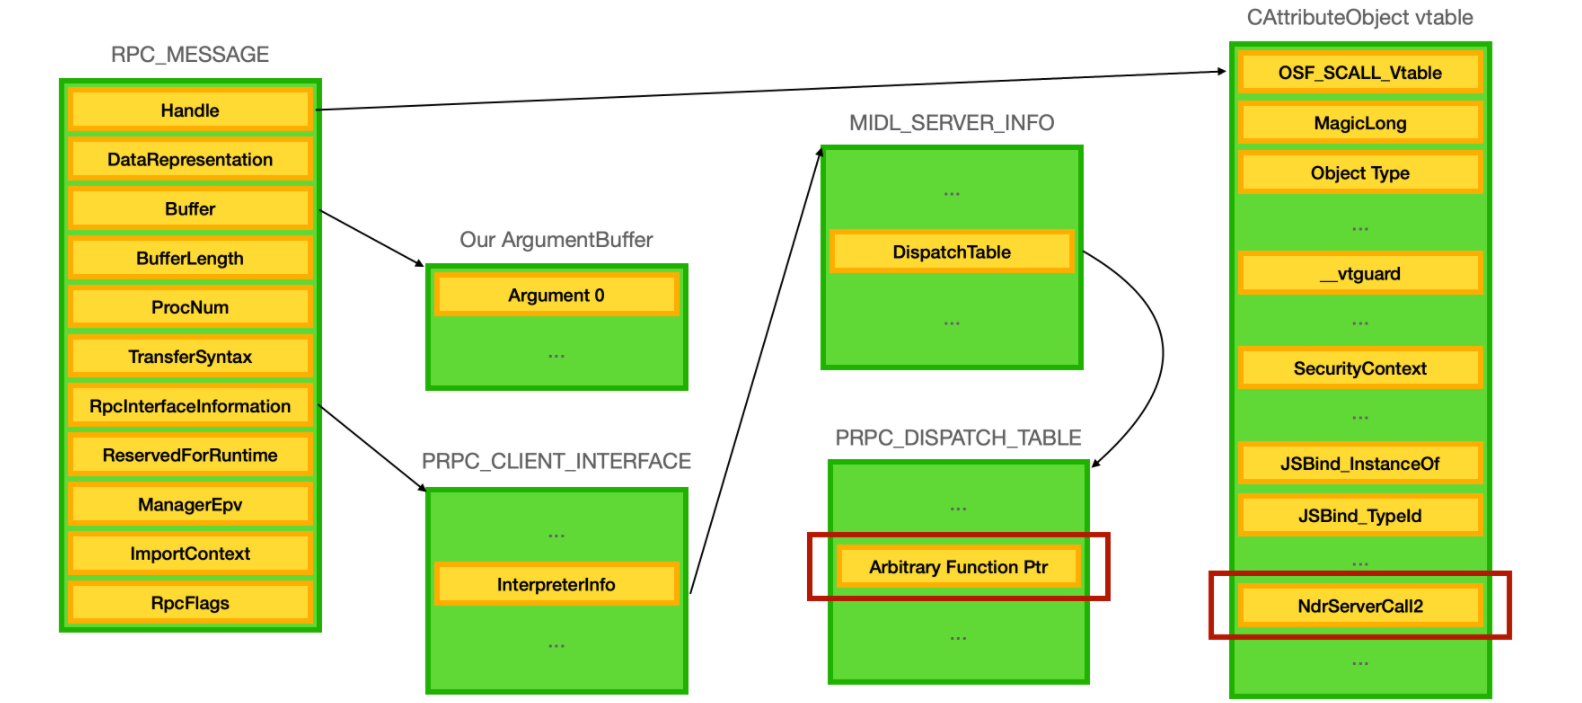 RPC_MESSAGE
Handle
DataRepresentation
Buffer
BufferLength
ProcNum
TransferSyntax
RpcInterfaceInformation
ReservedForRuntime
ManagerEpv
ImportContext
RpcFlags
Our ArgumentBuffer
Argument 0
...
PRPC_CLIENT_INTERFACE
...
InterpreterInfo
...
MIDL_SERVER_INFO
...
DispatchTable
...
PRPC_DISPATCH_TABLE
...
Arbitrary Function Ptr
...
CAttributeObject vtable
OSF_SCALL_Vtable
MagicLong
Object Type
...
__vtguard
...
SecurityContext
...
JSBind_InstanceOf
JSBind_TypeId
...
NdrServerCall2
...